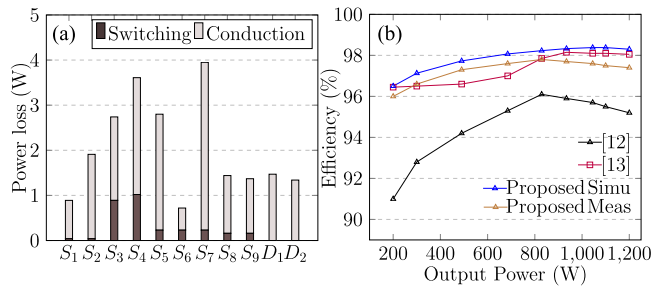 (a)
Switching
Conduction
Power loss (W)
5
4
3
2
1
0
S1 S2 S3 S4 S5 S6 S7 S8 S9 D1 D2
(b)
Efficiency (%)
100
98
96
94
92
90
[12]
[13]
Proposed Simu
Proposed Meas
200 400 600 800 1,000 1,200
Output Power (W)